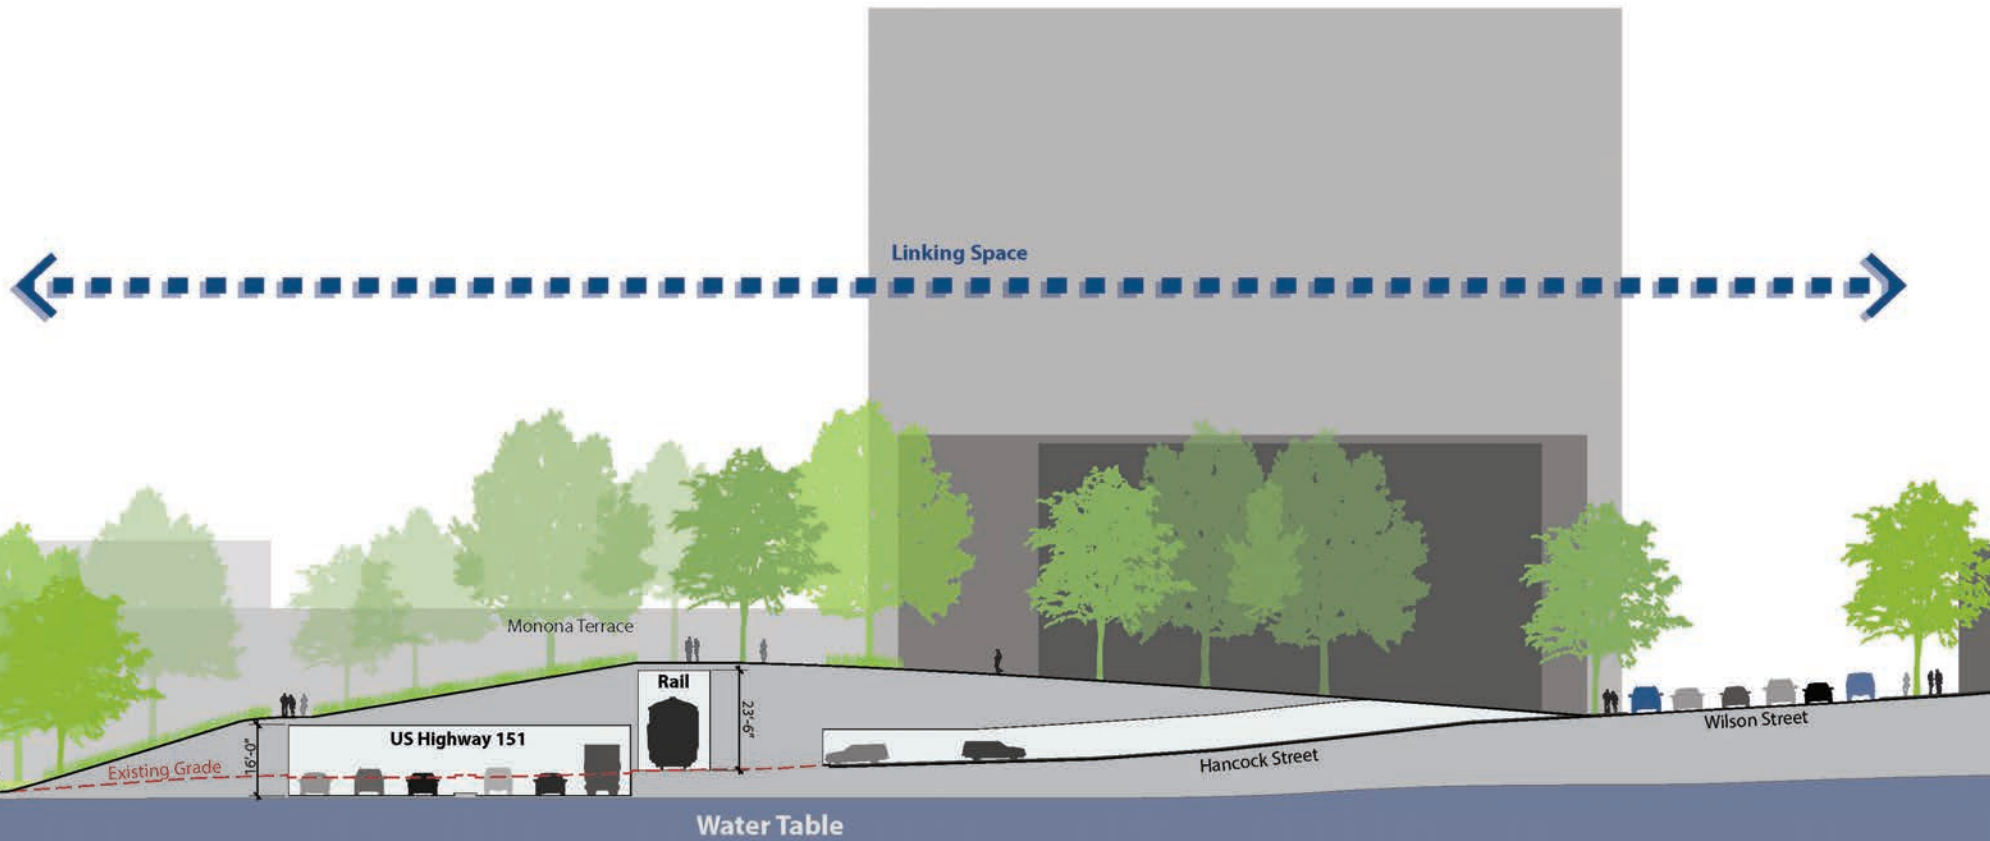 Linking Space
Monona Terrace
Rail
23'-6"
US Highway 151
16'-0"
Existing Grade
Wilson Street
Hancock Street
Water Table